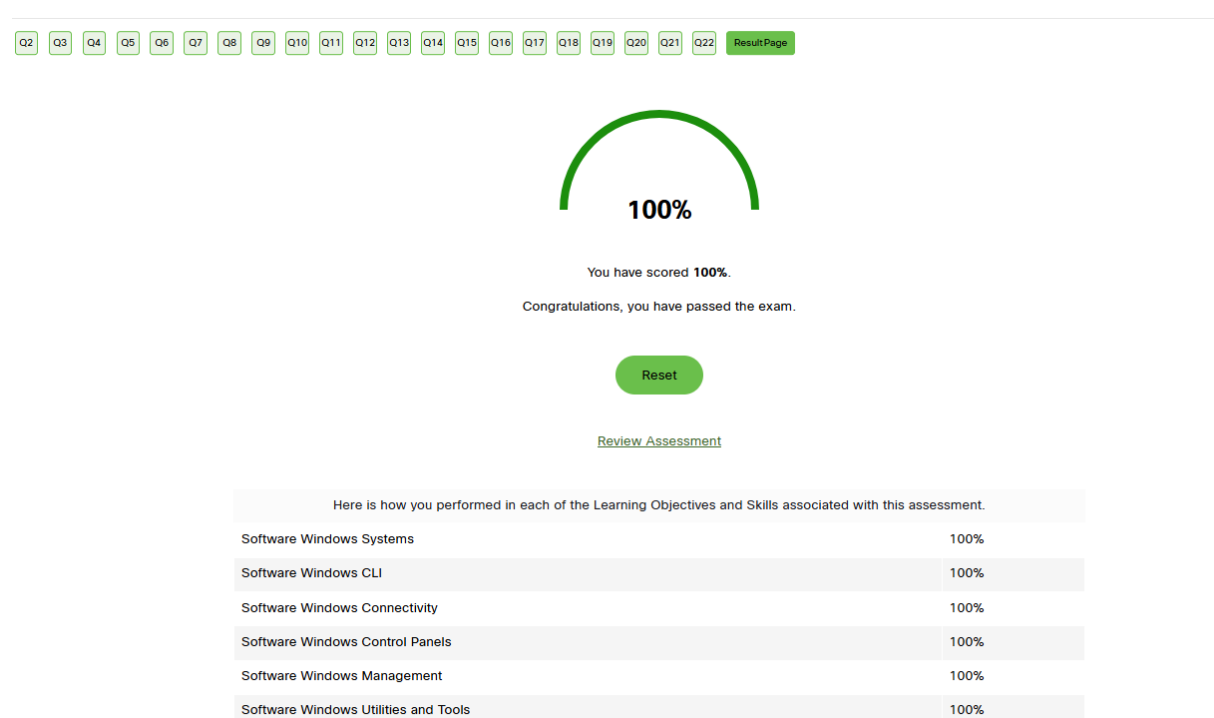 Q2 Q3 Q4 Q5 Q6 Q7 Q8 Q9 Q10 Q11 Q12 Q13 Q14 Q15 Q16 Q17 Q18 Q19 Q20 Q21 Q22 Result Page
100%
You have scored 100%.
Congratulations, you have passed the exam.
Reset
Review Assessment
Here is how you performed in each of the Learning Objectives and Skills associated with this assessment.
Software Windows Systems 100%
Software Windows CLI 100%
Software Windows Connectivity 100%
Software Windows Control Panels 100%
Software Windows Management 100%
Software Windows Utilities and Tools 100%